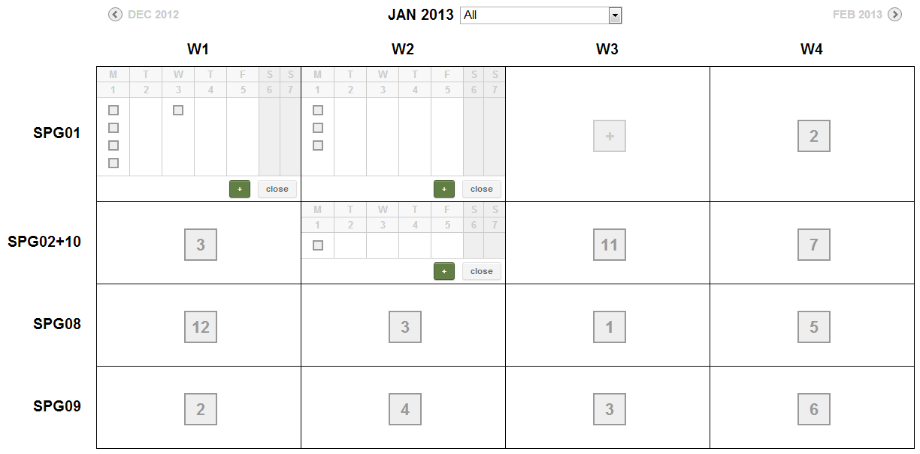 DEC 2012 JAN 2013 All FEB 2013
W1 W2 W3 W4
M T W T F S S M T W T F S S
1 2 3 4 5 6 7 1 2 3 4 5 6 7
SPG01 + 2
+ close + close
M T W T F S S
1 2 3 4 5 6 7
SPG02+10 3 11 7
+ close
SPG08 12 3 1 5
SPG09 2 4 3 6